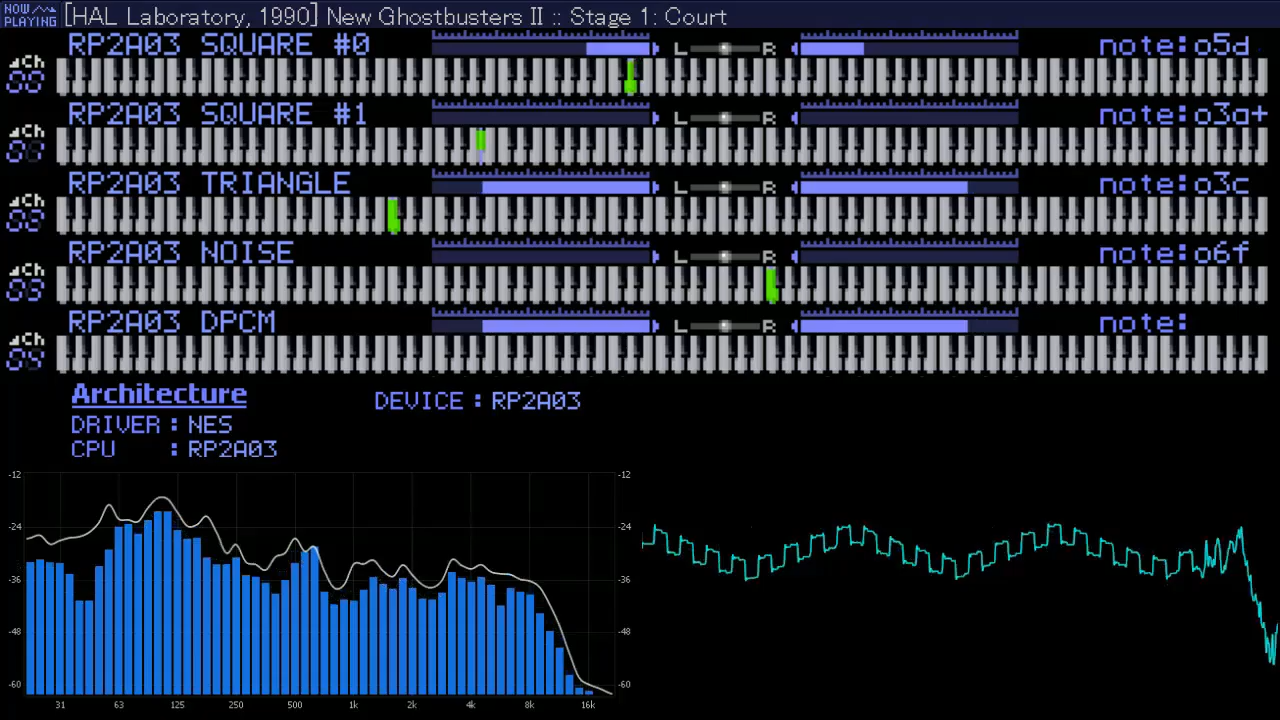 NOW PLAYING [HAL Laboratory, 1990] New Ghostbusters II :: Stage 1: Court
RP2A03 SQUARE #0 L R note:o5d
Ch 00
RP2A03 SQUARE #1 L R note:o3a+
Ch 01
RP2A03 TRIANGLE L R note:o3c
Ch 02
RP2A03 NOISE L R note:o6f
Ch 03
RP2A03 DPCM L R note:
Ch 04
Architecture
DEVICE : RP2A03
DRIVER : NES
CPU : RP2A03
-12 -12
-24 -24
-36 -36
-48 -48
-60 -60
31 63 125 250 500 1k 2k 4k 8k 16k